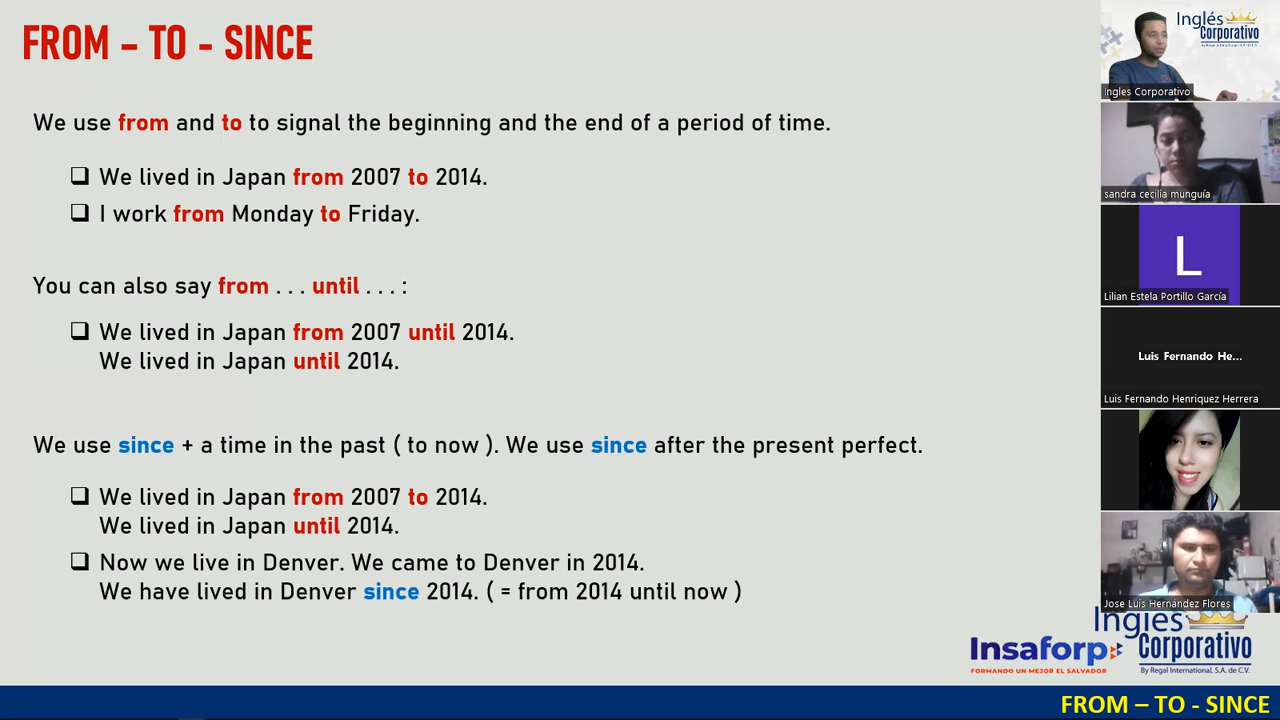 FROM – TO - SINCE
We use from and to to signal the beginning and the end of a period of time.
❑ We lived in Japan from 2007 to 2014.
❑ I work from Monday to Friday.
You can also say from . . . until . . . :
❑ We lived in Japan from 2007 until 2014.
We lived in Japan until 2014.
We use since + a time in the past ( to now ). We use since after the present perfect.
❑ We lived in Japan from 2007 to 2014.
We lived in Japan until 2014.
❑ Now we live in Denver. We came to Denver in 2014.
We have lived in Denver since 2014. ( = from 2014 until now )
Inglés
Corporativo
By Regal International, S.A. de C.V.
Ingles Corporativo
sandra cecilia munguía
L
Lilian Estela Portillo García
Luis Fernando He...
Luis Fernando Henriquez Herrera
Jose Luis Hernández Flores
Insaforp
FORMANDO UN MEJOR EL SALVADOR
Inglés
Corporativo
By Regal International, S.A. de C.V.
FROM – TO - SINCE